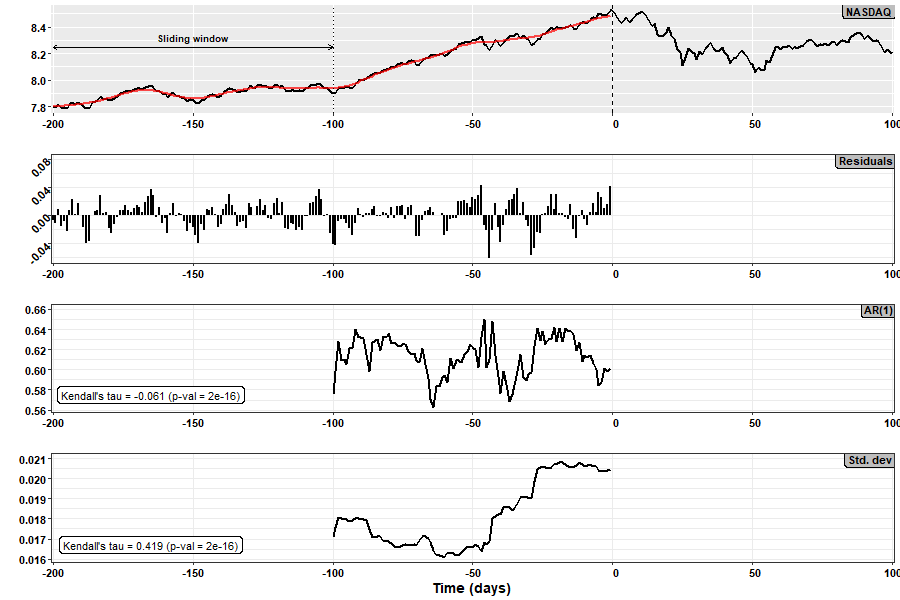 NASDAQ
8.4
8.2
8.0
7.8
Sliding window
-200 -150 -100 -50 0 50 100
Residuals
0.08
0.04
0.00
-0.04
-200 -150 -100 -50 0 50 100
AR(1)
0.66
0.64
0.62
0.60
0.58
0.56
Kendall's tau = -0.061 (p-val = 2e-16)
-200 -150 -100 -50 0 50 100
Std. dev
0.021
0.020
0.019
0.018
0.017
0.016
Kendall's tau = 0.419 (p-val = 2e-16)
-200 -150 -100 -50 0 50 100
Time (days)